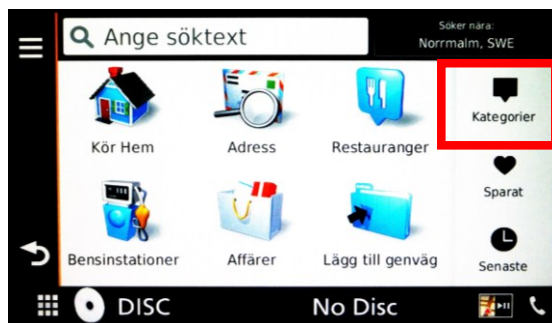 Ange söktext
Söker nära:
Norrmalm, SWE
Kör Hem
Adress
Restauranger
Kategorier
Sparat
Bensinstationer
Affärer
Lägg till genväg
Senaste
DISC
No Disc